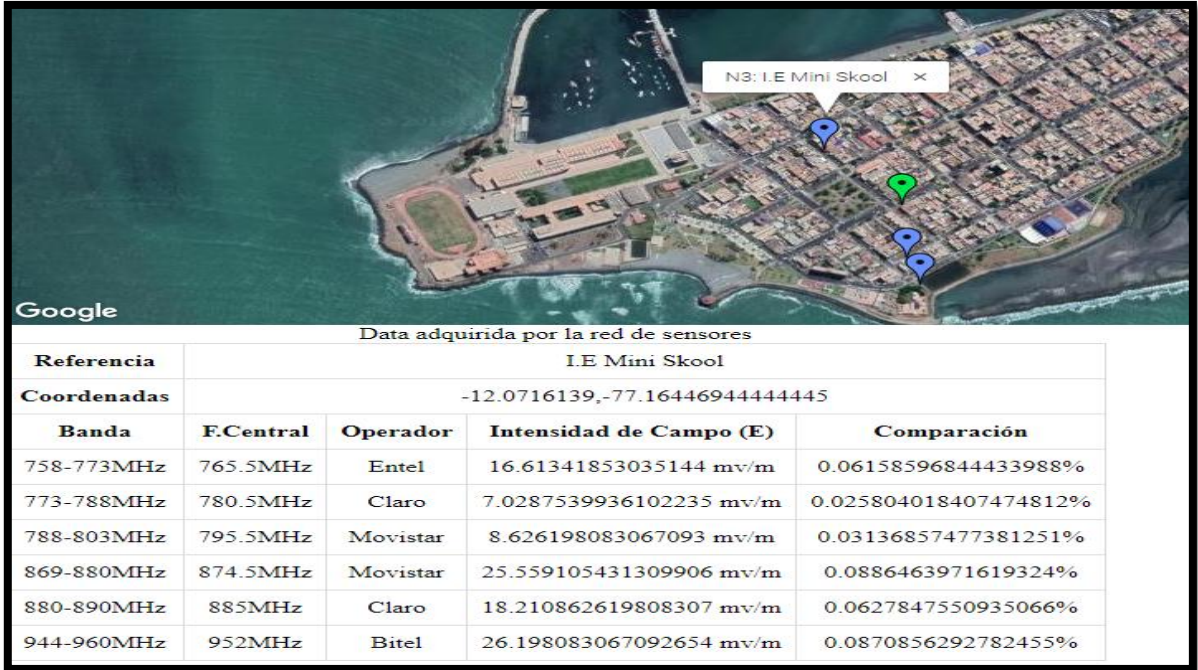 N3: I.E Mini Skool ×
Google
Data adquirida por la red de sensores
Referencia I.E Mini Skool
Coordenadas -12.0716139,-77.16446944444445
Banda F.Central Operador Intensidad de Campo (E) Comparación
758-773MHz 765.5MHz Entel 16.61341853035144 mv/m 0.06158596844433988%
773-788MHz 780.5MHz Claro 7.0287539936102235 mv/m 0.025804018407474812%
788-803MHz 795.5MHz Movistar 8.626198083067093 mv/m 0.03136857477381251%
869-880MHz 874.5MHz Movistar 25.559105431309906 mv/m 0.0886463971619324%
880-890MHz 885MHz Claro 18.210862619808307 mv/m 0.0627847550935066%
944-960MHz 952MHz Bitel 26.198083067092654 mv/m 0.0870856292782455%